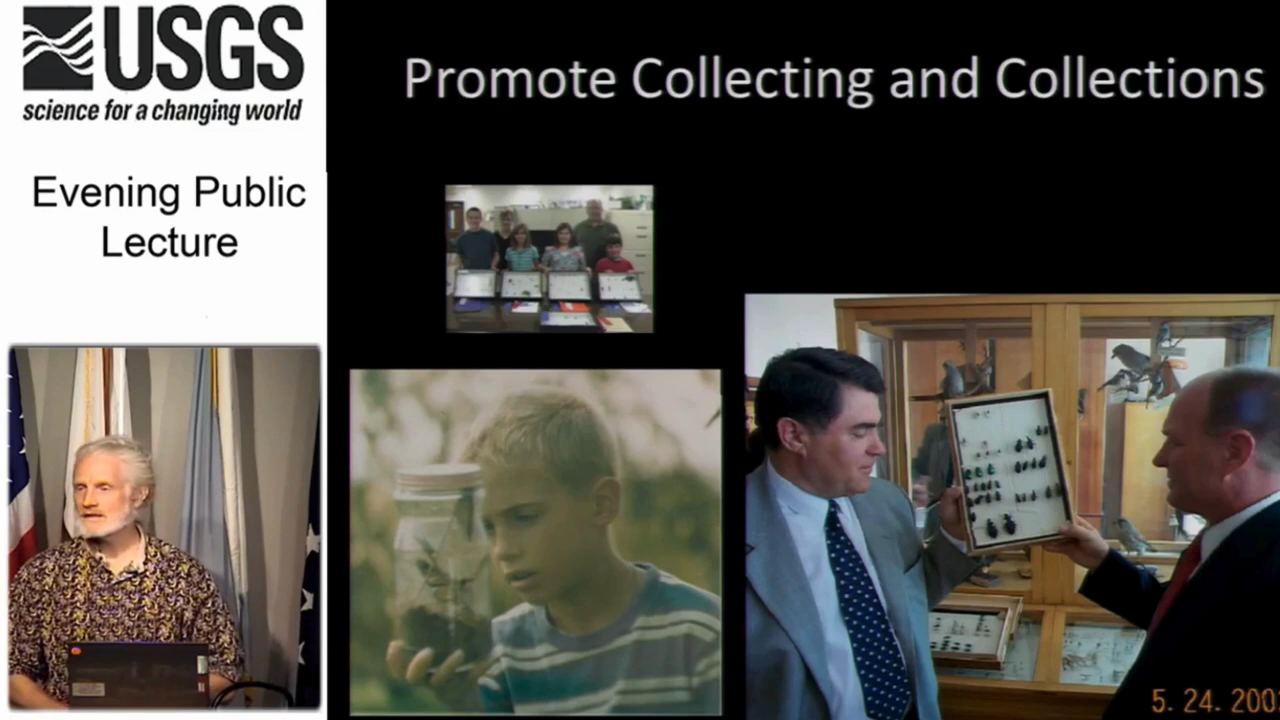 USGS
science for a changing world
Evening Public
Lecture
Promote Collecting and Collections
5. 24. 200